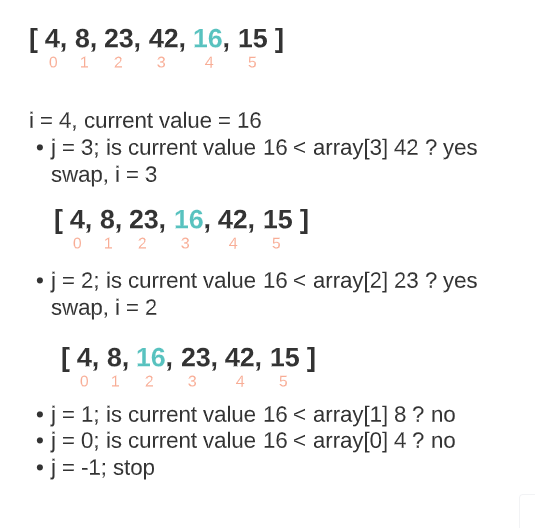 [ 4, 8, 23, 42, 16, 15 ]
0 1 2 3 4 5
i = 4, current value = 16
• j = 3; is current value 16 < array[3] 42 ? yes
swap, i = 3
[ 4, 8, 23, 16, 42, 15 ]
0 1 2 3 4 5
• j = 2; is current value 16 < array[2] 23 ? yes
swap, i = 2
[ 4, 8, 16, 23, 42, 15 ]
0 1 2 3 4 5
• j = 1; is current value 16 < array[1] 8 ? no
• j = 0; is current value 16 < array[0] 4 ? no
• j = -1; stop